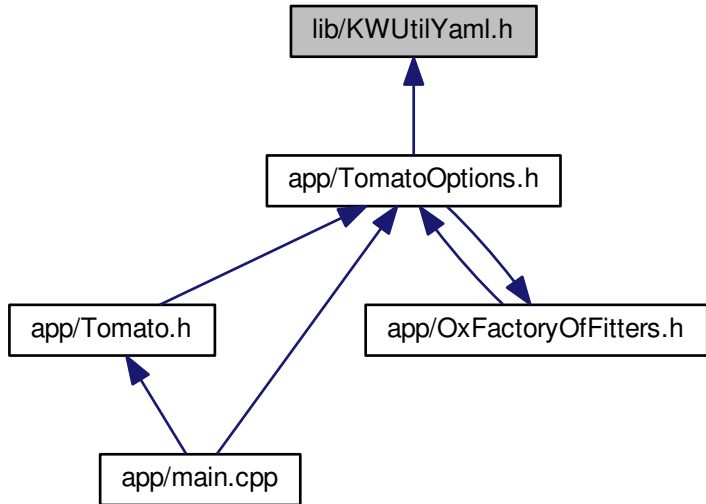 lib/KWUtilYaml.h
app/TomatoOptions.h
app/Tomato.h
app/OxFactoryOfFitters.h
app/main.cpp